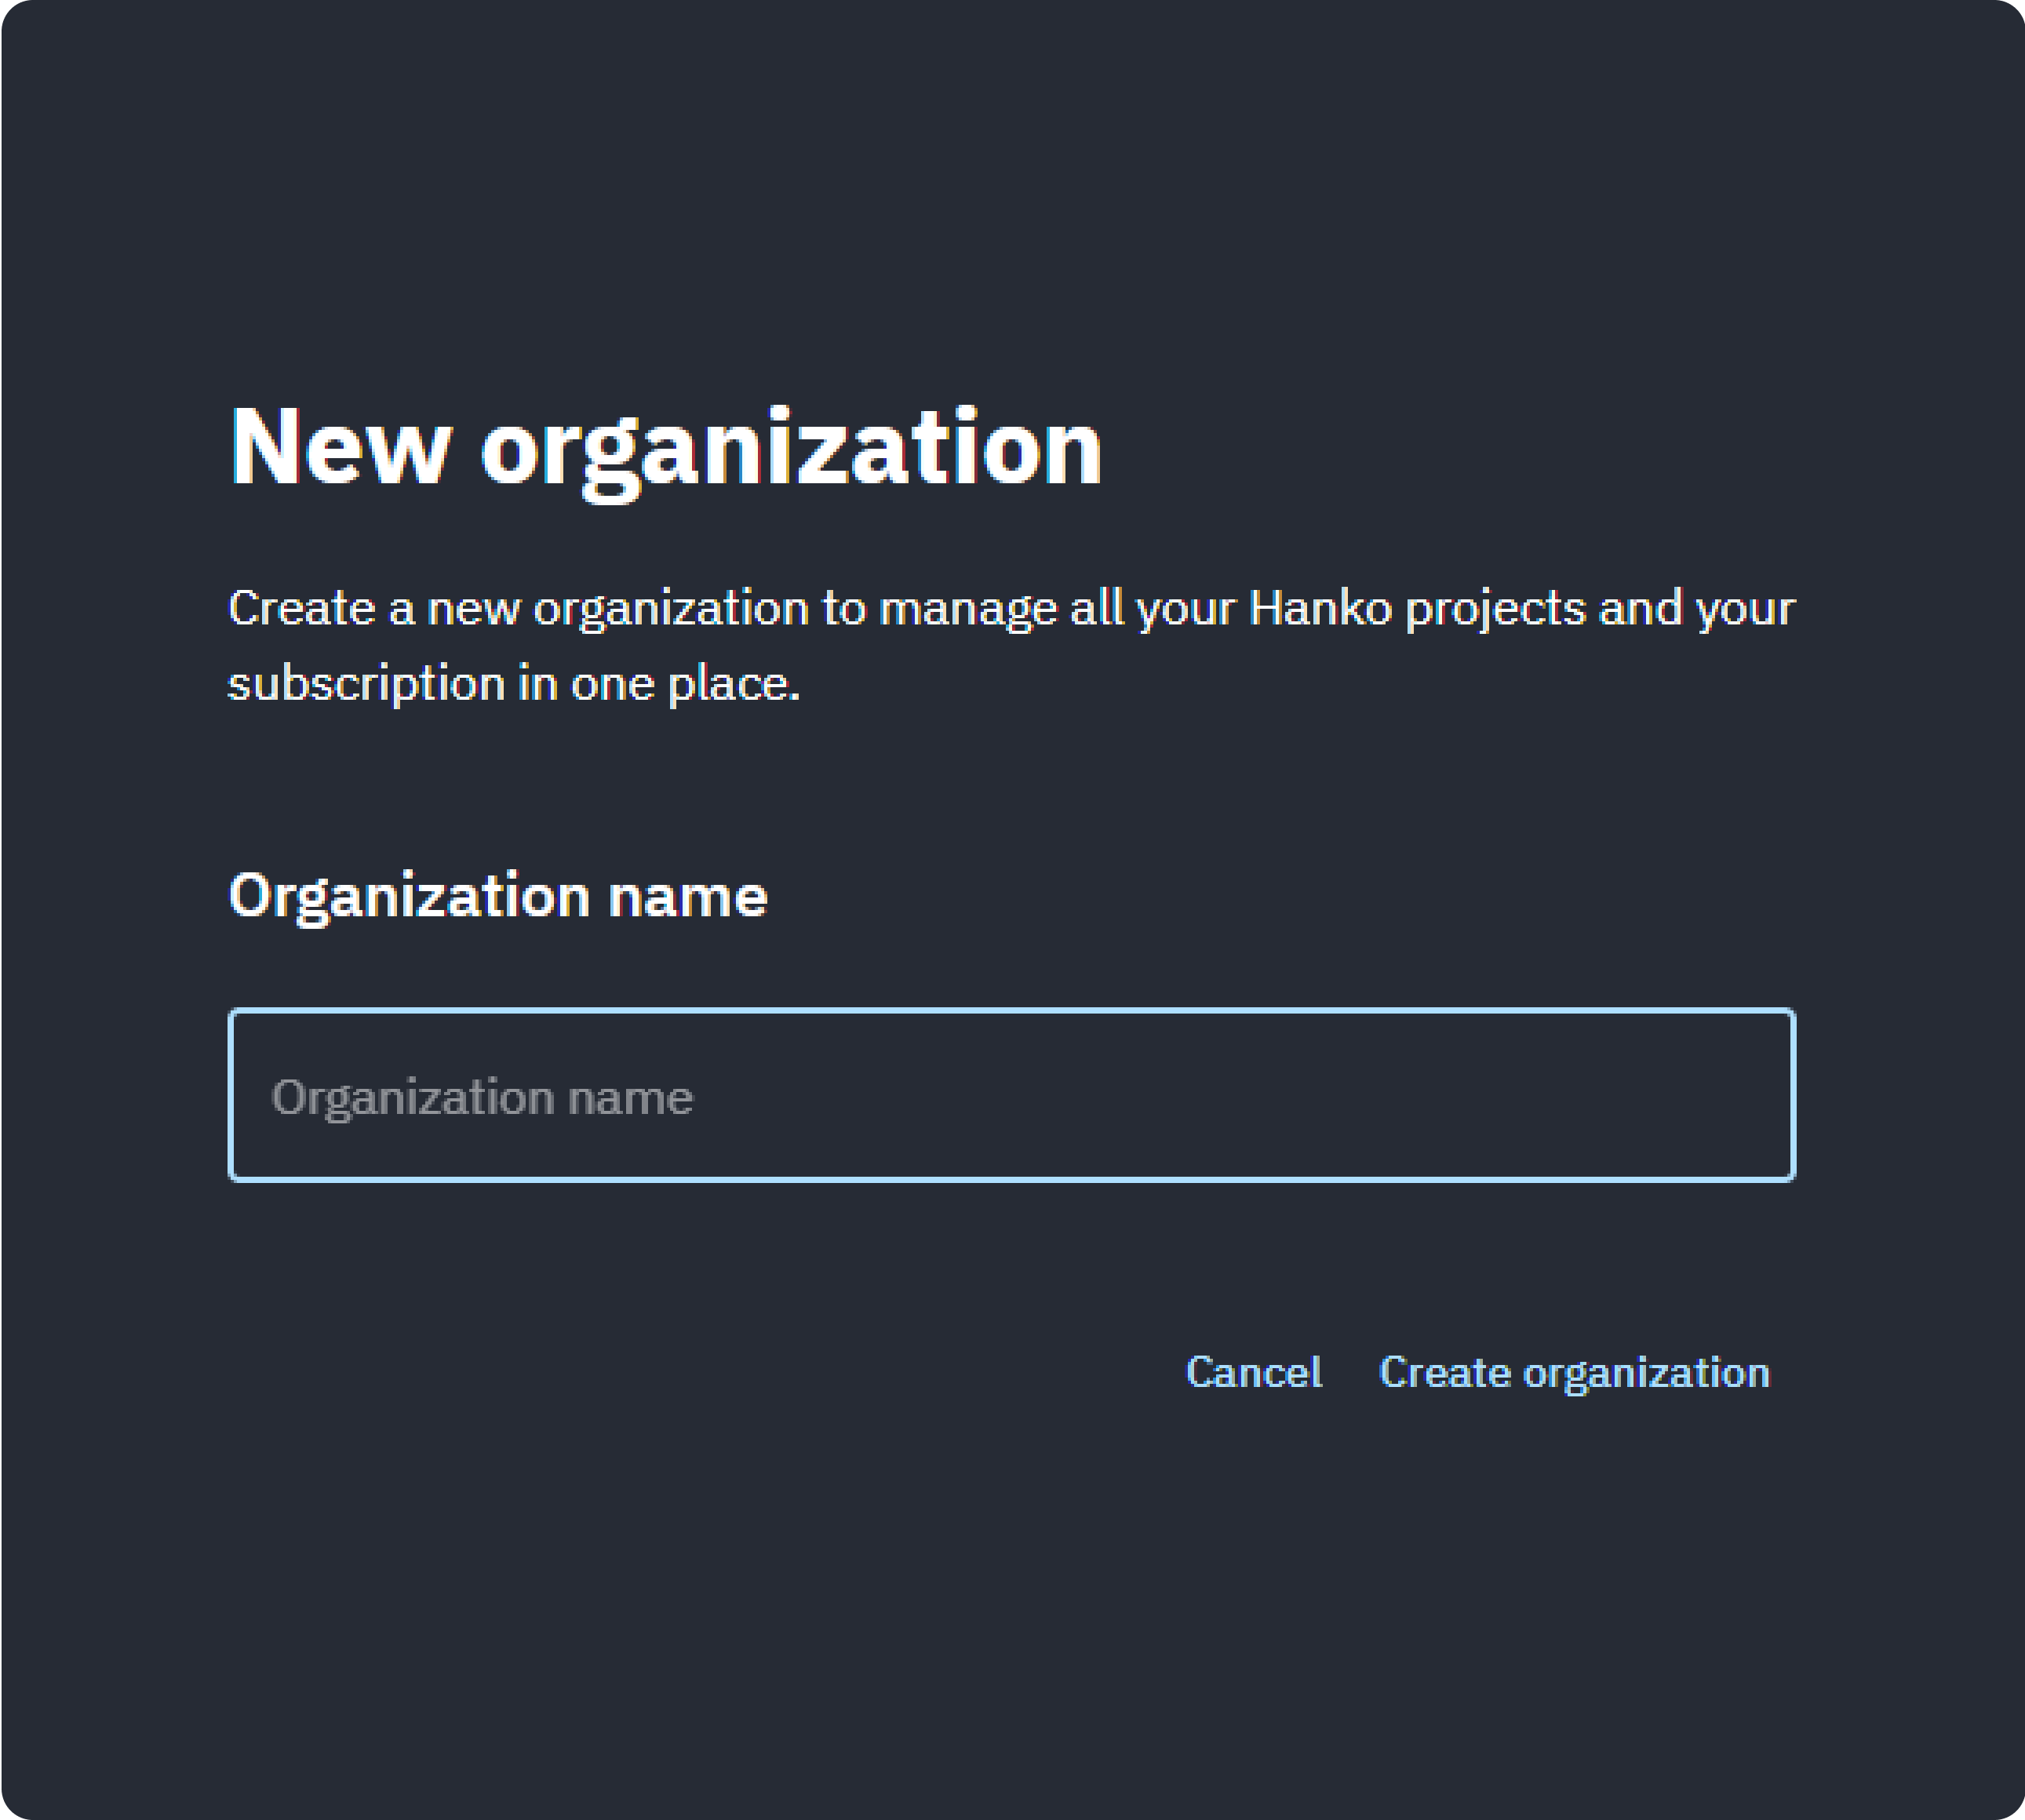 New organization
Create a new organization to manage all your Hanko projects and your
subscription in one place.
Organization name
Organization name
Cancel Create organization